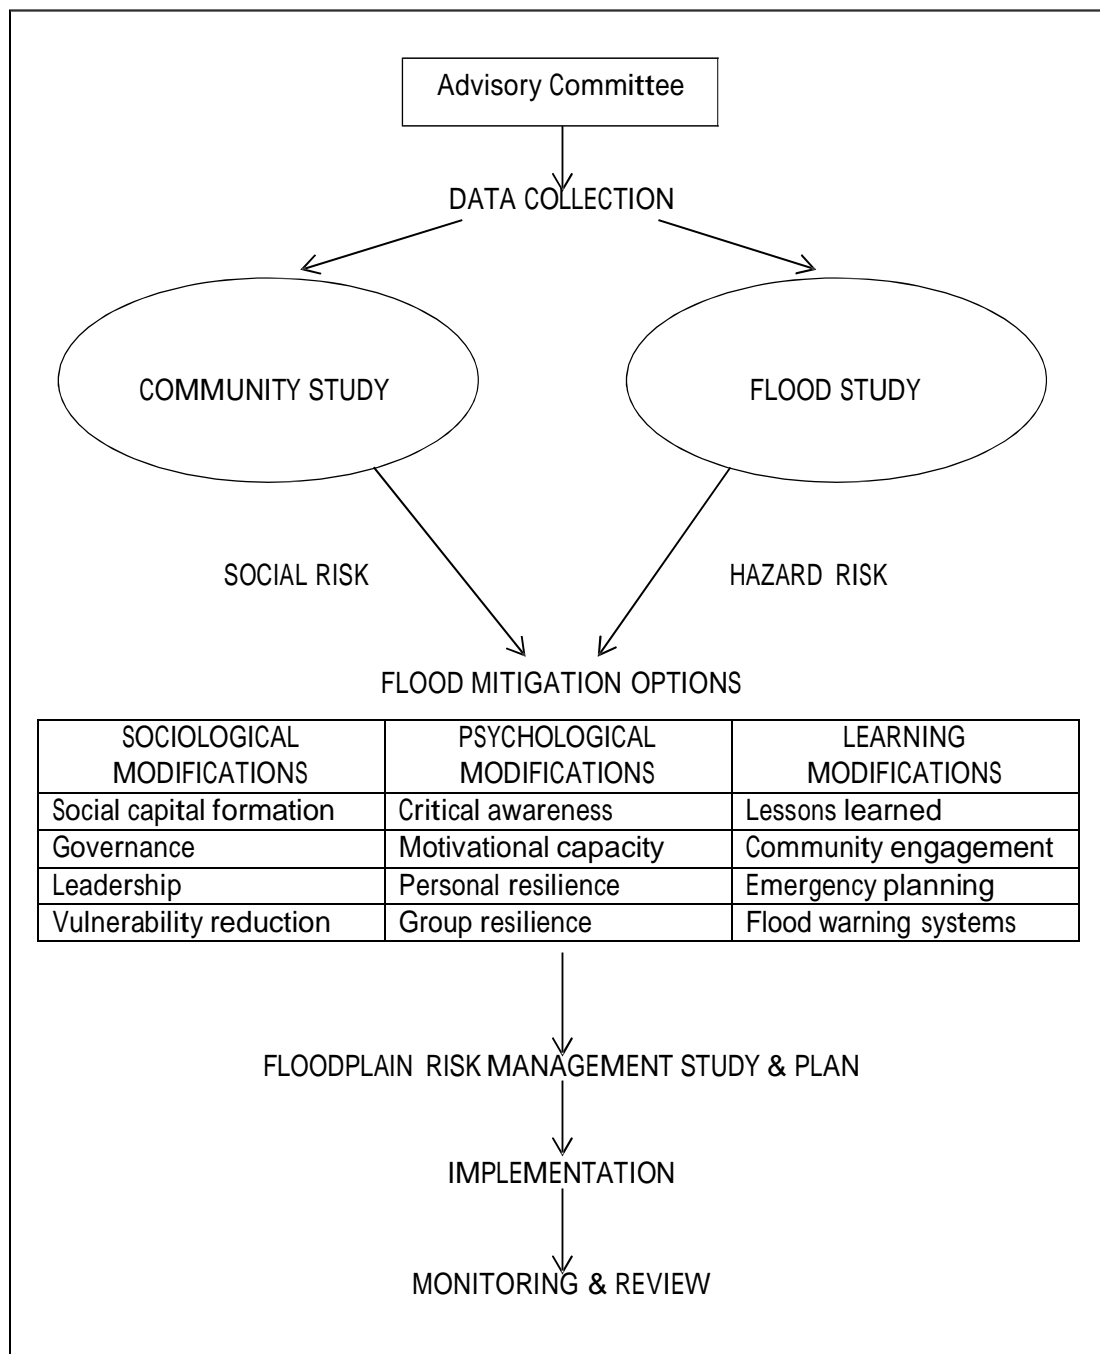 Advisory Committee
DATA COLLECTION
COMMUNITY STUDY
FLOOD STUDY
SOCIAL RISK
HAZARD RISK
FLOOD MITIGATION OPTIONS
SOCIOLOGICAL
MODIFICATIONS
PSYCHOLOGICAL
MODIFICATIONS
LEARNING
MODIFICATIONS
Social capital formation
Critical awareness
Lessons learned
Governance
Motivational capacity
Community engagement
Leadership
Personal resilience
Emergency planning
Vulnerability reduction
Group resilience
Flood warning systems
FLOODPLAIN RISK MANAGEMENT STUDY & PLAN
IMPLEMENTATION
MONITORING & REVIEW